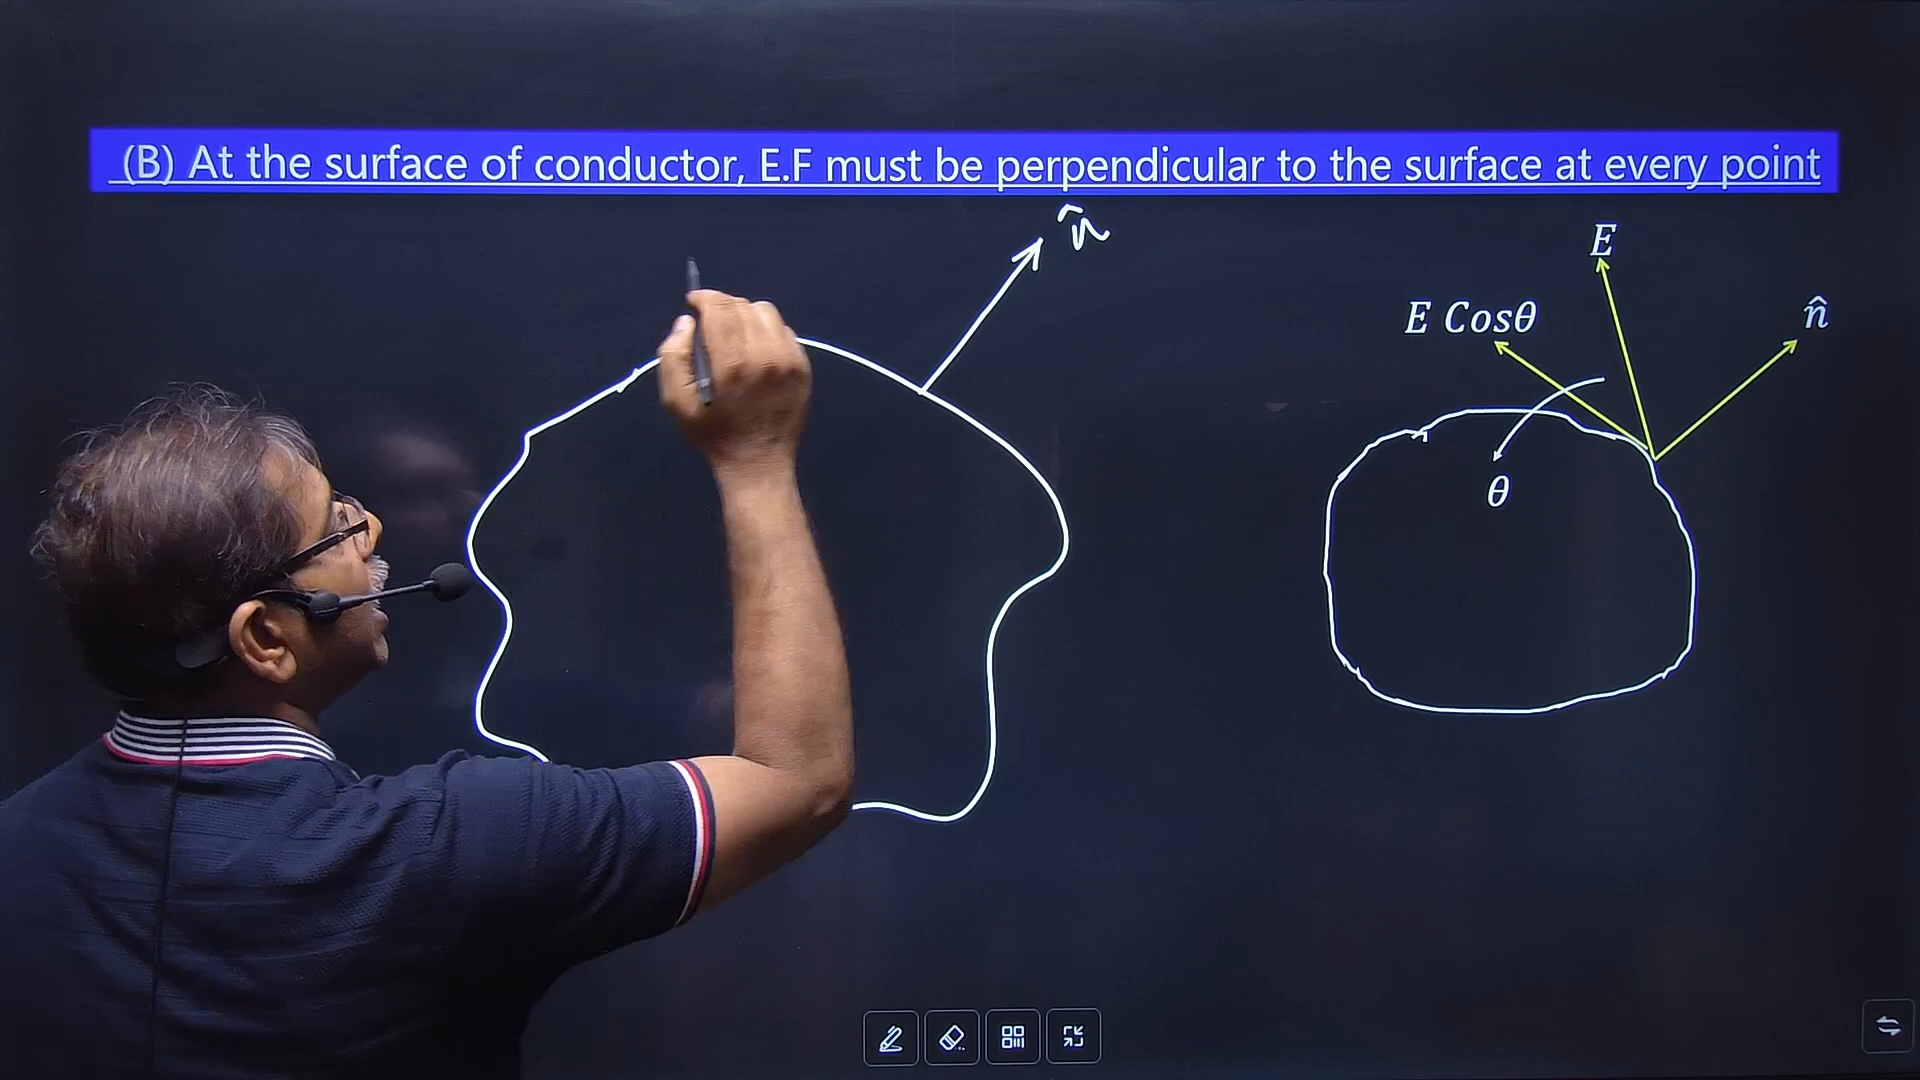 (B) At the surface of conductor, E.F must be perpendicular to the surface at every point
n̂
E
E Cosθ
n̂
θ